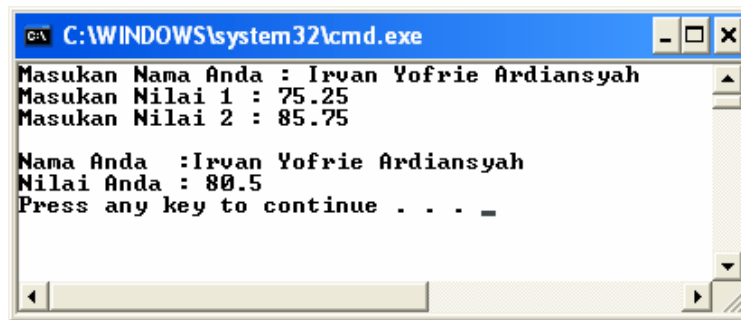 C:\WINDOWS\system32\cmd.exe
Masukan Nama Anda : Irvan Yofrie Ardiansyah
Masukan Nilai 1 : 75.25
Masukan Nilai 2 : 85.75
Nama Anda  :Irvan Yofrie Ardiansyah
Nilai Anda : 80.5
Press any key to continue . . . _